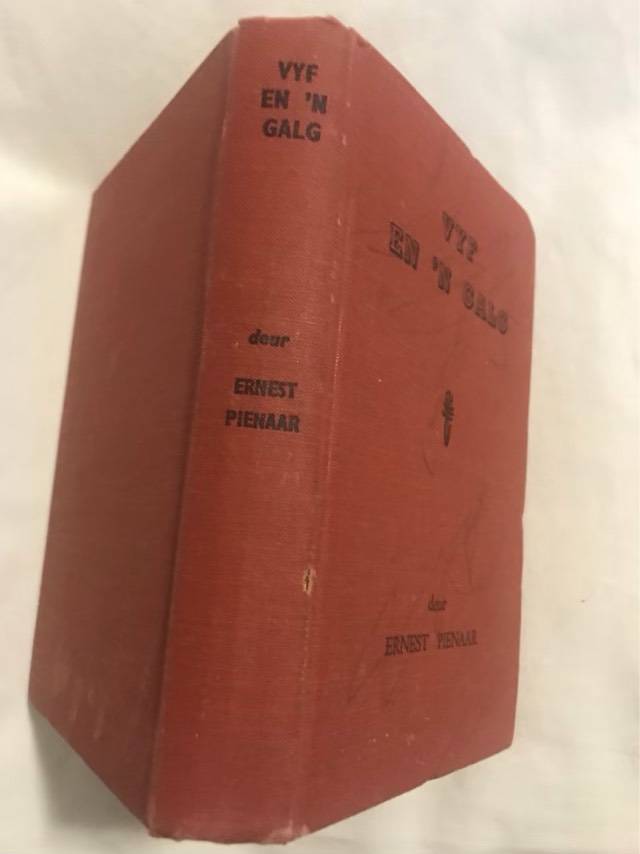 VYF
EN 'N
GALG
deur
ERNEST
PIENAAR
VYF
EN 'N GALG
deur
ERNEST PIENAAR